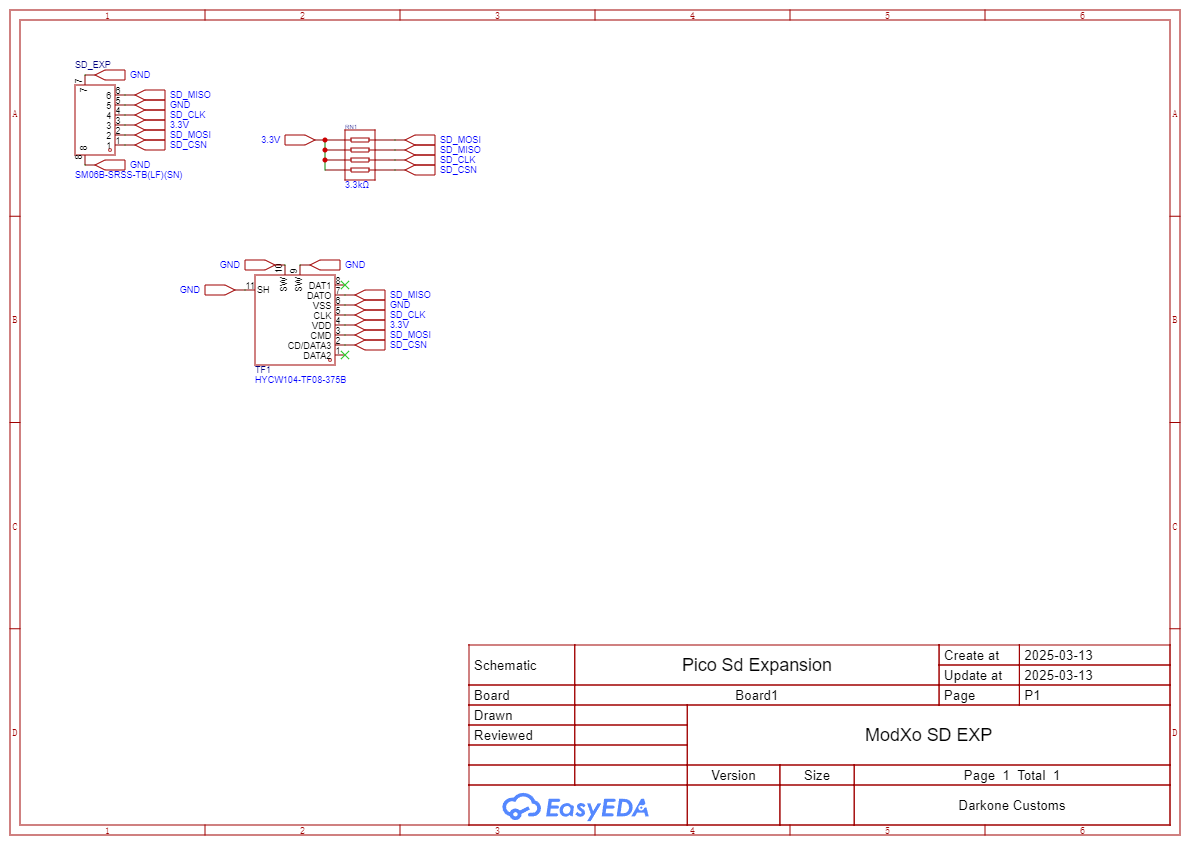 1 2 3 4 5 6
A A
B B
C C
D D
SD_EXP
7 GND
7
6 6 SD_MISO
5 5 GND
4 4 SD_CLK
3 3 3.3V
2 2 SD_MOSI
1 1 SD_CSN
8
8 GND
SM06B-SRSS-TB(LF)(SN)
RN1
3.3V SD_MOSI
SD_MISO
SD_CLK
SD_CSN
3.3kΩ
GND 10 9 GND
GND 11 SH SW SW DAT1 8
DAT0 7 SD_MISO
VSS 6 GND
CLK 5 SD_CLK
VDD 4 3.3V
CMD 3 SD_MOSI
CD/DATA3 2 SD_CSN
DATA2 1
TF1
HYCW104-TF08-375B
Schematic Pico Sd Expansion Create at 2025-03-13
Update at 2025-03-13
Board Board1 Page P1
Drawn
Reviewed ModXo SD EXP
Version Size Page 1 Total 1
EasyEDA Darkone Customs
1 2 3 4 5 6